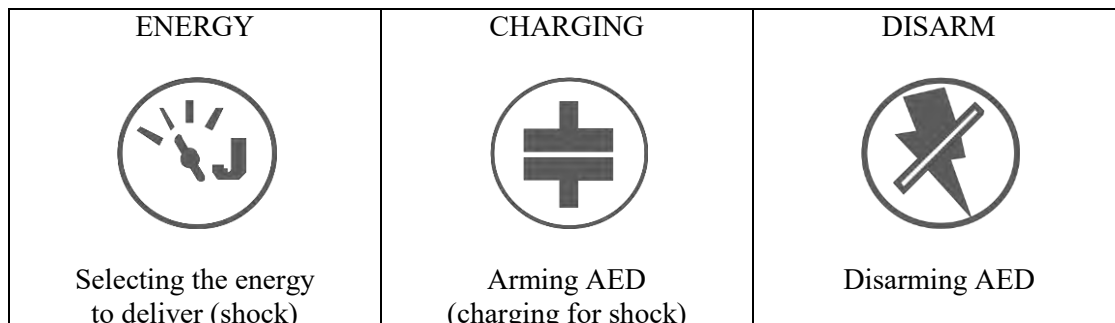 ENERGY
CHARGING
DISARM
J
Selecting the energy
to deliver (shock)
Arming AED
(charging for shock)
Disarming AED